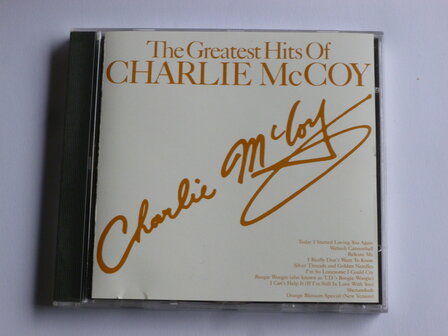 The Greatest Hits Of
CHARLIE McCOY
Charlie McCoy
Today I Started Loving You Again
Wabash Cannonball
Release Me
I Really Don't Want To Know
Silver Threads and Golden Needles
I'm So Lonesome I Could Cry
Boogie Woogie (also known as T.D.'s Boogie Woogie)
I Can't Help It (If I'm Still In Love With You)
Shenandoah
Orange Blossom Special (New Version)